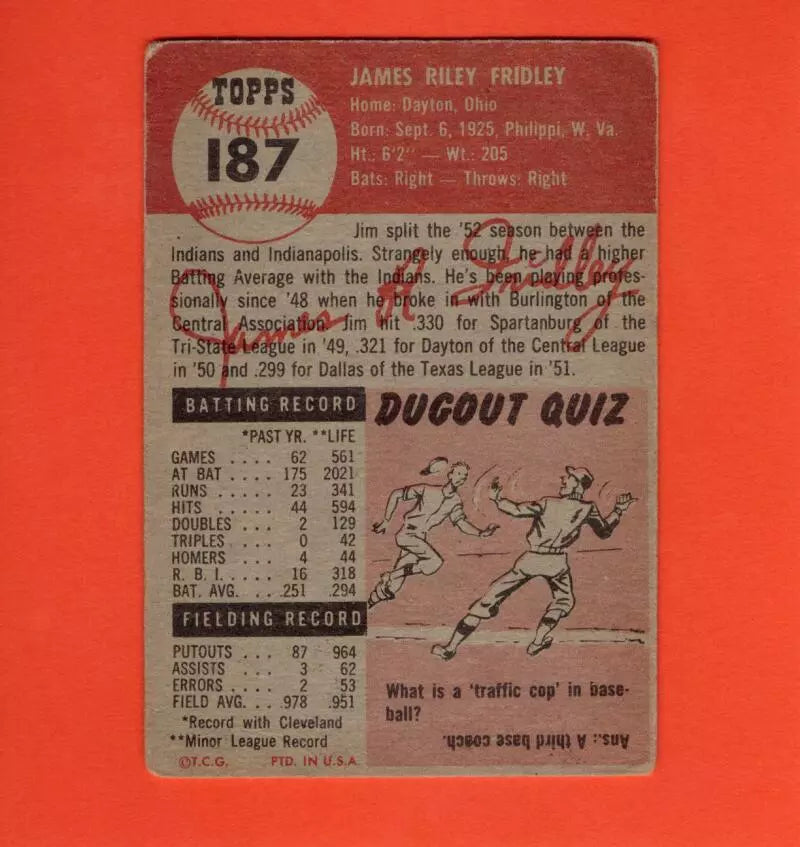 TOPPS
187
JAMES RILEY FRIDLEY
Home: Dayton, Ohio
Born: Sept. 6, 1925, Philippi, W. Va.
Ht.: 6'2" — Wt.: 205
Bats: Right — Throws: Right
Jim split the '52 season between the
Indians and Indianapolis. Strangely enough, he had a higher
Batting Average with the Indians. He's been playing profes-
sionally since '48 when he broke in with Burlington of the
Central Association. Jim hit .330 for Spartanburg of the
Tri-State League in '49, .321 for Dayton of the Central League
in '50 and .299 for Dallas of the Texas League in '51.
James R Fridley
BATTING RECORD
*PAST YR. **LIFE
GAMES .... 62 561
AT BAT .... 175 2021
RUNS ..... 23 341
HITS ..... 44 594
DOUBLES ... 2 129
TRIPLES ... 0 42
HOMERS ... 4 44
R. B. I. .... 16 318
BAT. AVG. ... .251 .294
FIELDING RECORD
PUTOUTS ... 87 964
ASSISTS ... 3 62
ERRORS .... 2 53
FIELD AVG. ... .978 .951
*Record with Cleveland
**Minor League Record
©T.C.G. PTD. IN U.S.A
DUGOUT QUIZ
What is a 'traffic cop' in base-
ball?
Ans.: A third base coach.